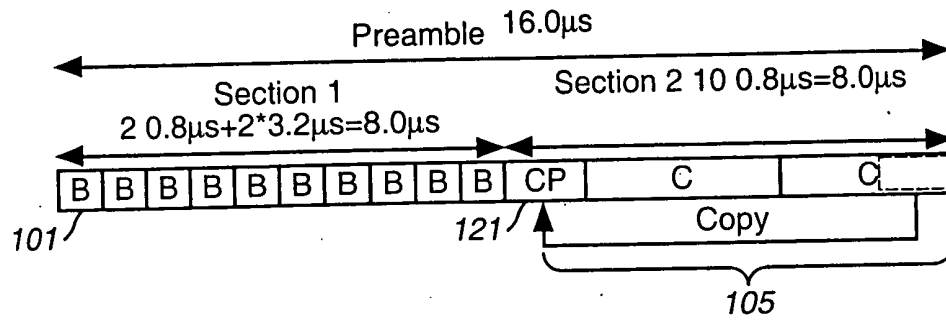 Preamble 16.0μs
Section 1
2 0.8μs+2*3.2μs=8.0μs
Section 2 10 0.8μs=8.0μs
B B B B B B B B B B CP C C
101
121
Copy
105